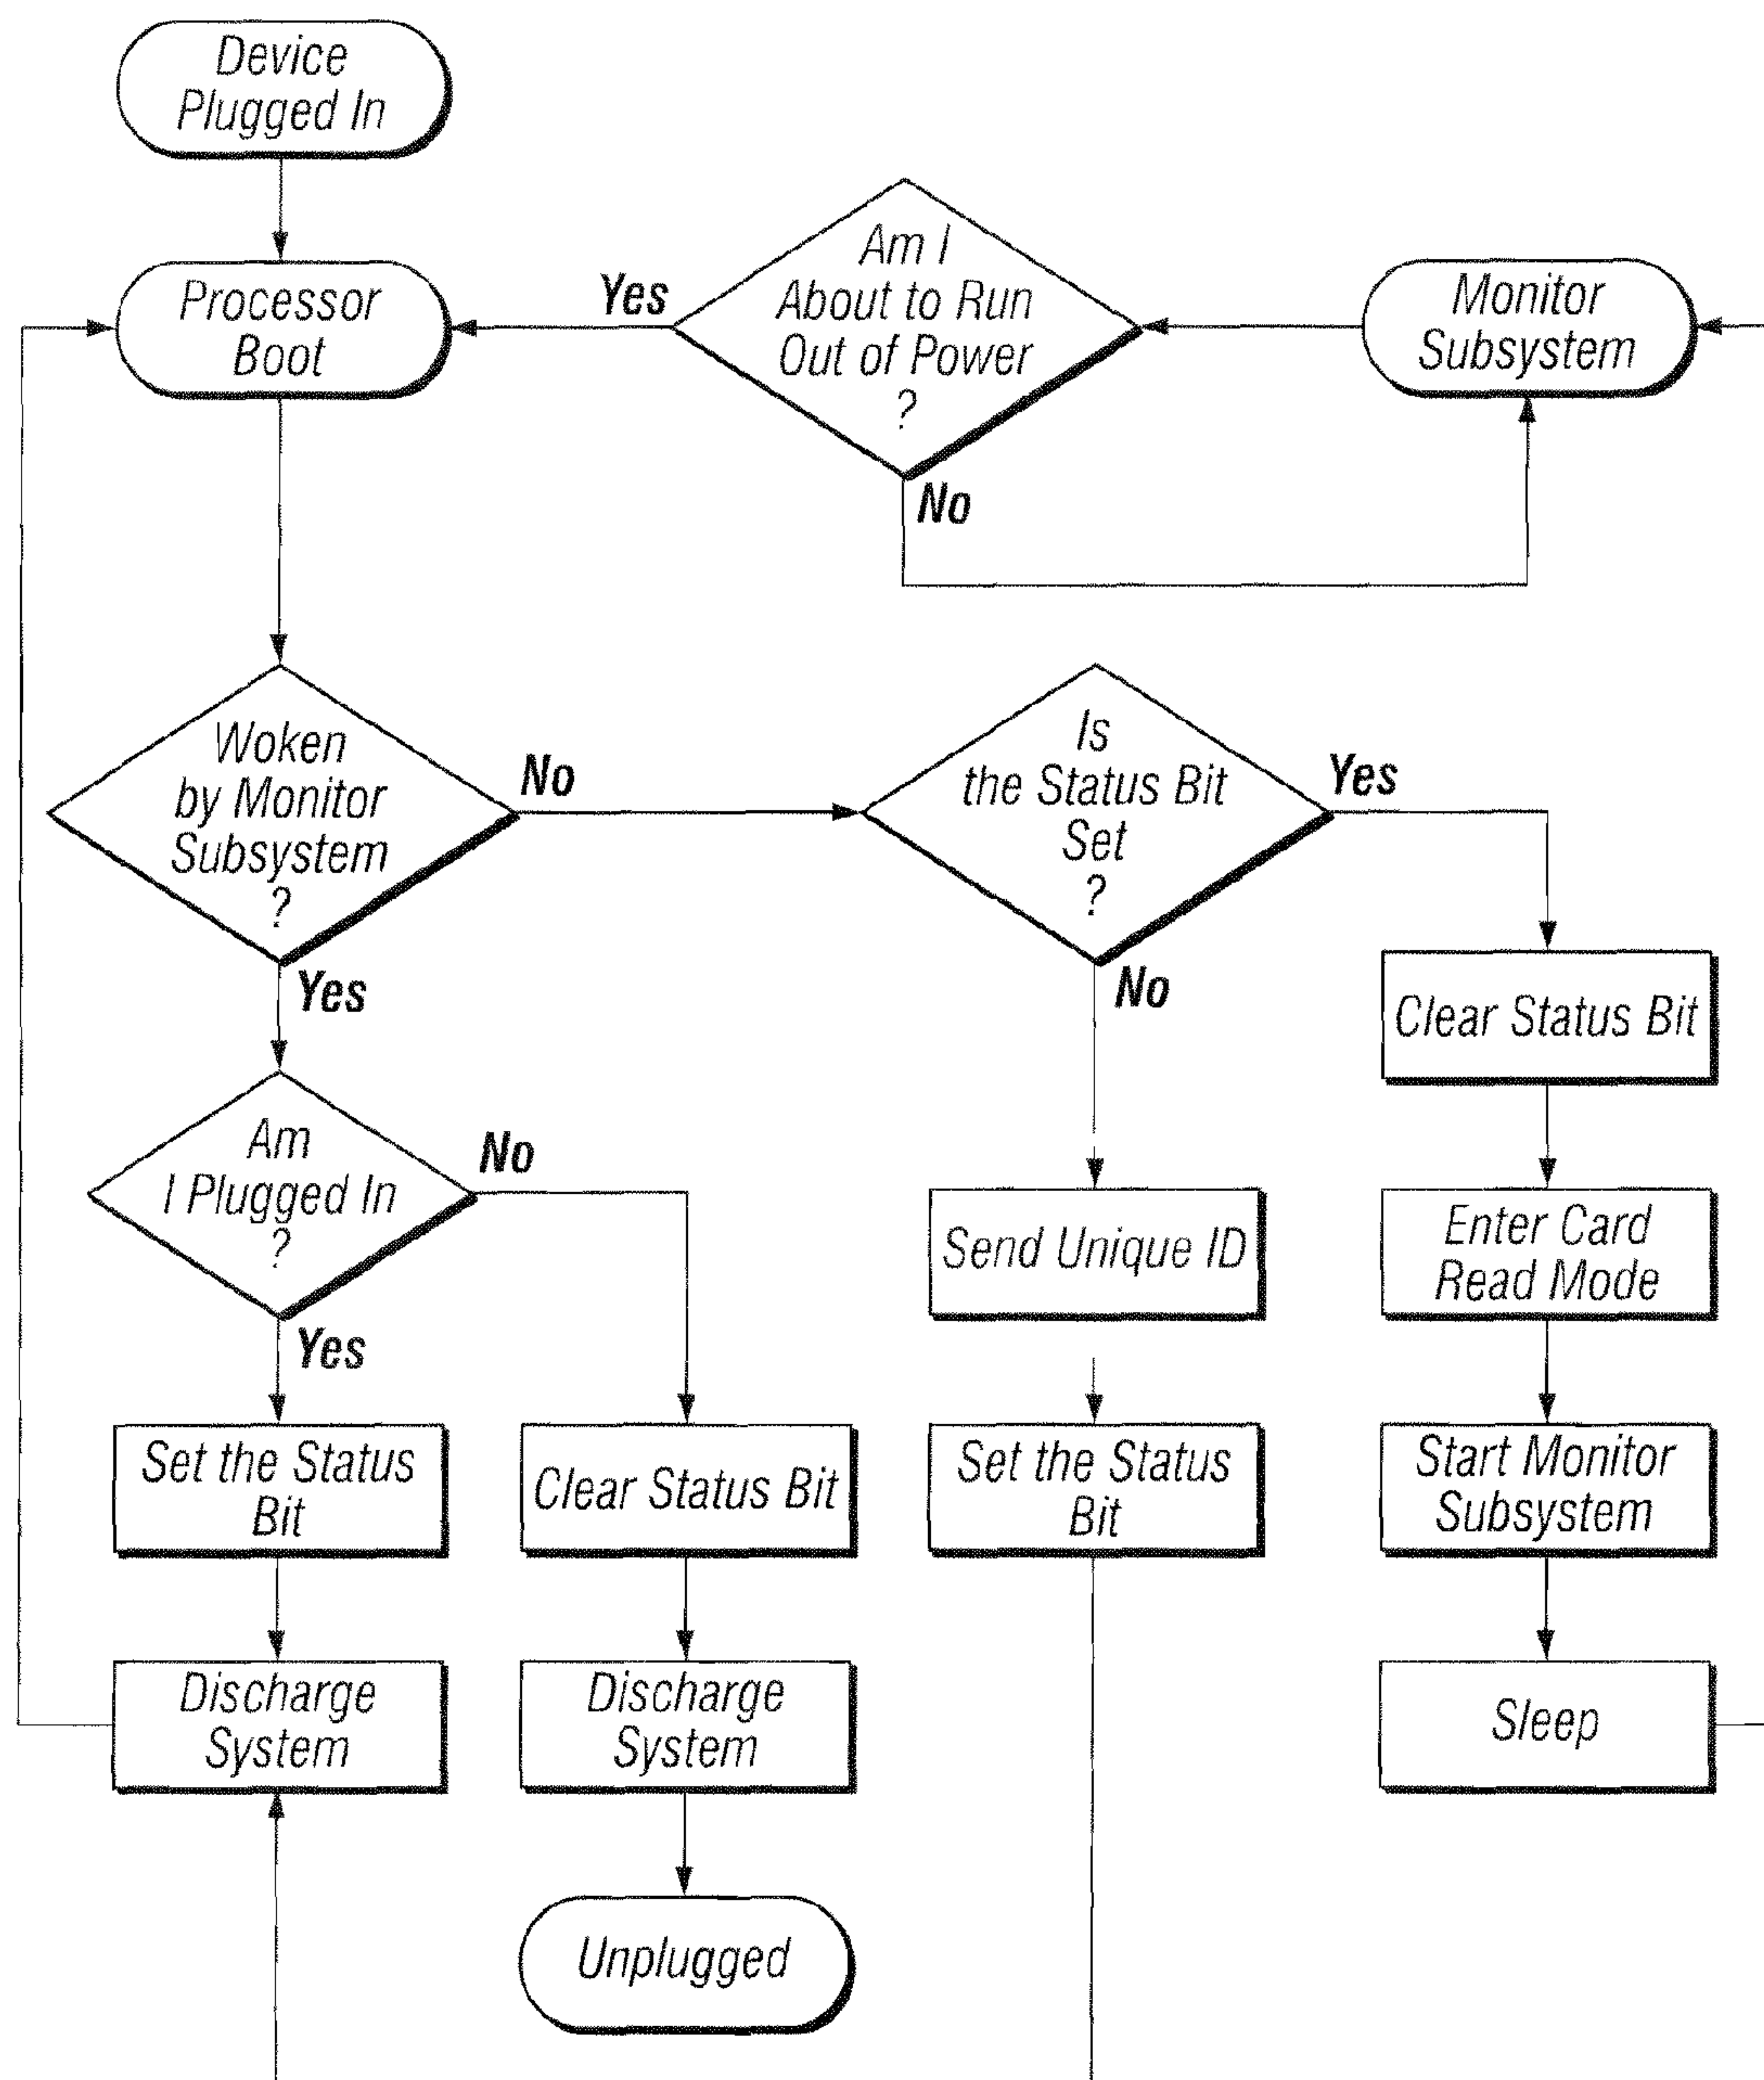 Device
Plugged In
Processor
Boot
Yes
Am I
About to Run
Out of Power
?
No
Monitor
Subsystem
Woken
by Monitor
Subsystem
?
No
Yes
Is
the Status Bit
Set
?
Yes
No
Clear Status Bit
Am
I Plugged In
?
No
Yes
Send Unique ID
Enter Card
Read Mode
Set the Status
Bit
Clear Status Bit
Set the Status
Bit
Start Monitor
Subsystem
Discharge
System
Discharge
System
Sleep
Unplugged